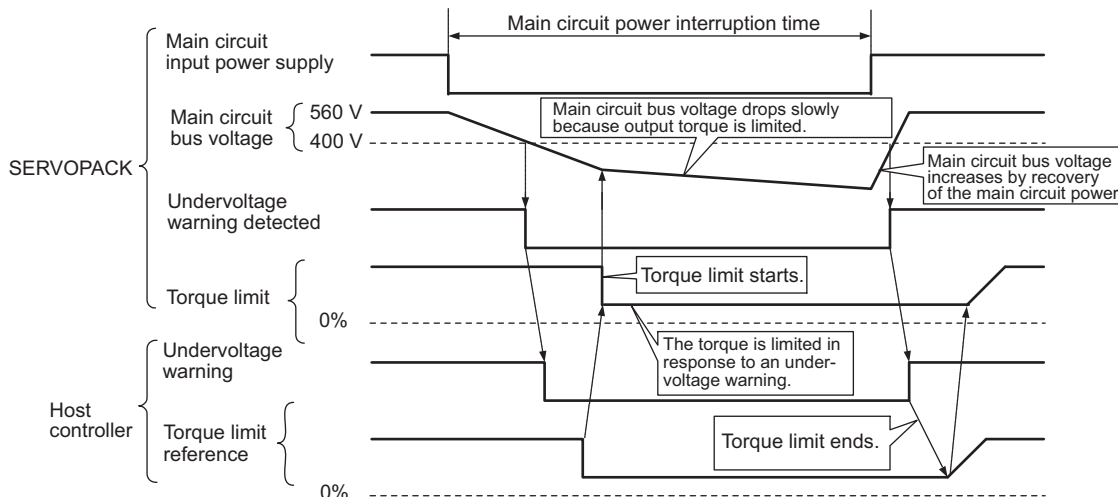 Main circuit power interruption time
Main circuit
input power supply
Main circuit
bus voltage
560 V
400 V
Main circuit bus voltage drops slowly
because output torque is limited.
SERVOPACK
Main circuit bus voltage
increases by recovery
of the main circuit power.
Undervoltage
warning detected
Torque limit starts.
Torque limit
0%
The torque is limited in
response to an under-
voltage warning.
Undervoltage
warning
Host
controller
Torque limit
reference
Torque limit ends.
0%